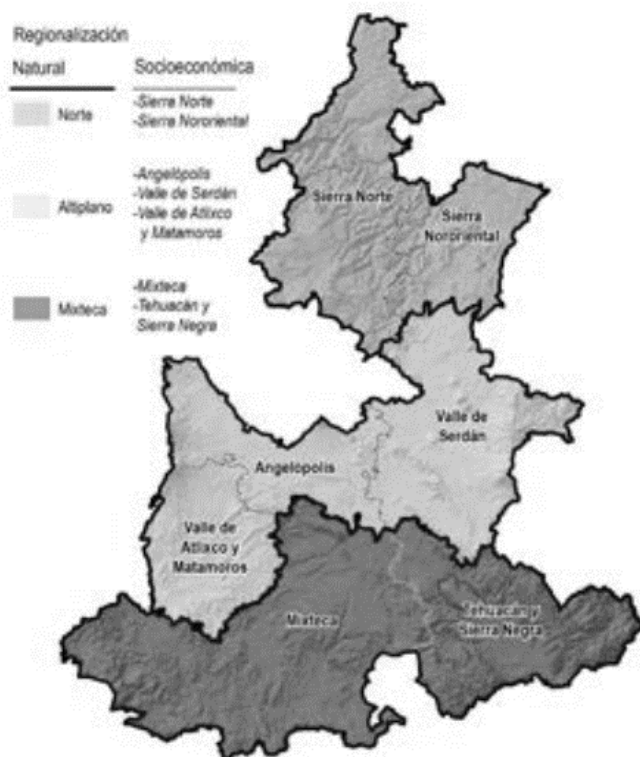 Regionalización
Natural
Socioeconómica
Norte
-Sierra Norte
-Sierra Nororiental
Altiplano
-Angelópolis
-Valle de Serdán
-Valle de Atlixco
y Matamoros
Mixteca
-Mixteca
-Tehuacán y
Sierra Negra
Sierra Norte
Sierra
Nororiental
Valle de
Serdán
Angelópolis
Valle de
Atlixco y
Matamoros
Mixteca
Tehuacán y
Sierra Negra